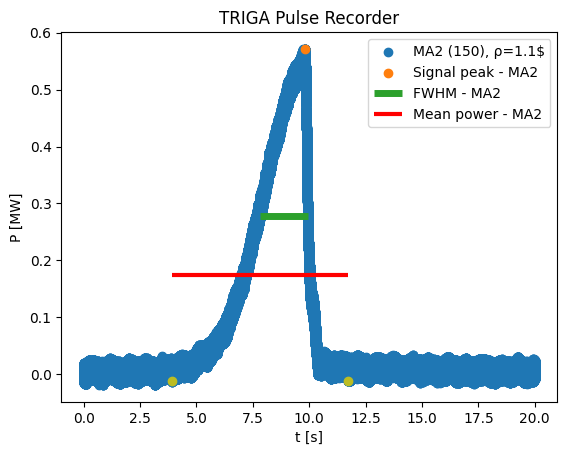 TRIGA Pulse Recorder
MA2 (150), ρ=1.1$
Signal peak - MA2
FWHM - MA2
Mean power - MA2
P [MW]
0.6
0.5
0.4
0.3
0.2
0.1
0.0
0.0 2.5 5.0 7.5 10.0 12.5 15.0 17.5 20.0
t [s]